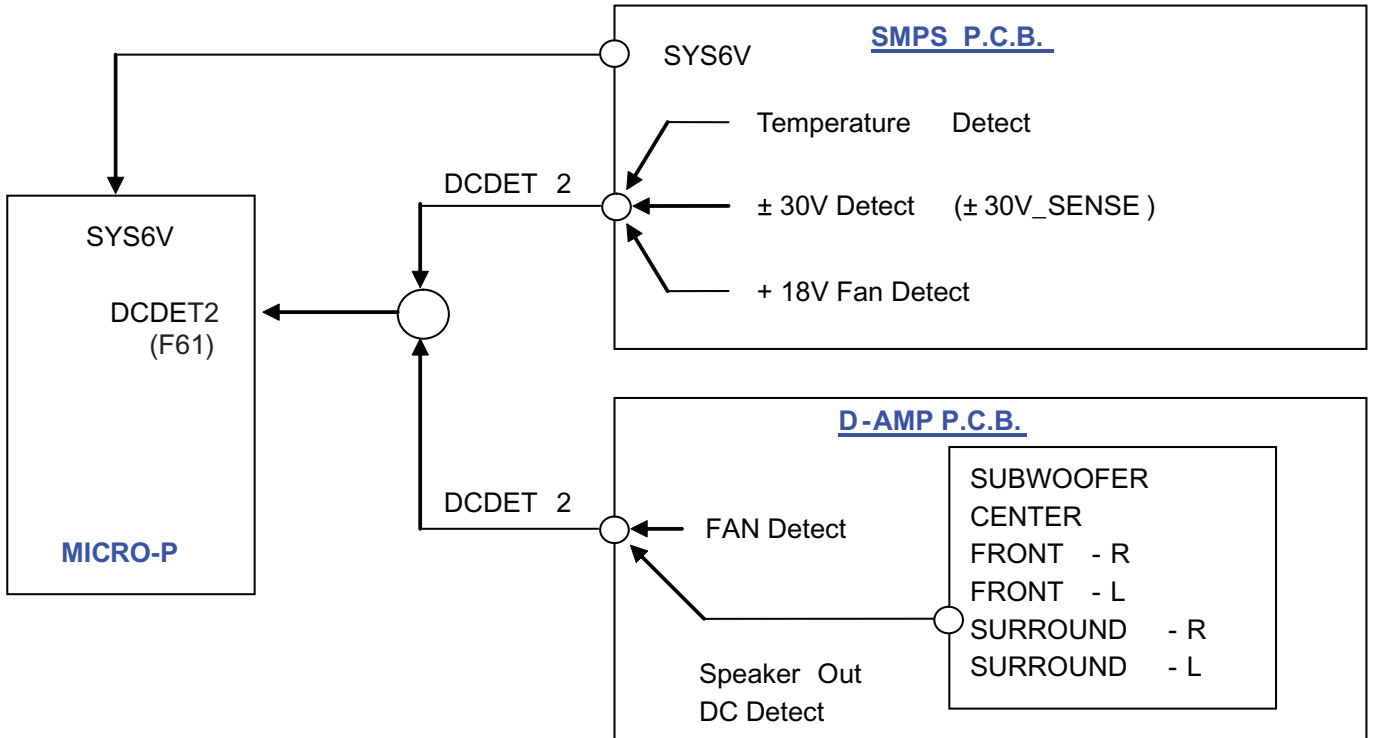 SMPS P.C.B.
SYS6V
Temperature Detect
DCDET 2
± 30V Detect (± 30V_SENSE )
+ 18V Fan Detect
SYS6V
DCDET2
(F61)
MICRO-P
D-AMP P.C.B.
DCDET 2
FAN Detect
SUBWOOFER
CENTER
FRONT - R
FRONT - L
SURROUND - R
SURROUND - L
Speaker Out
DC Detect